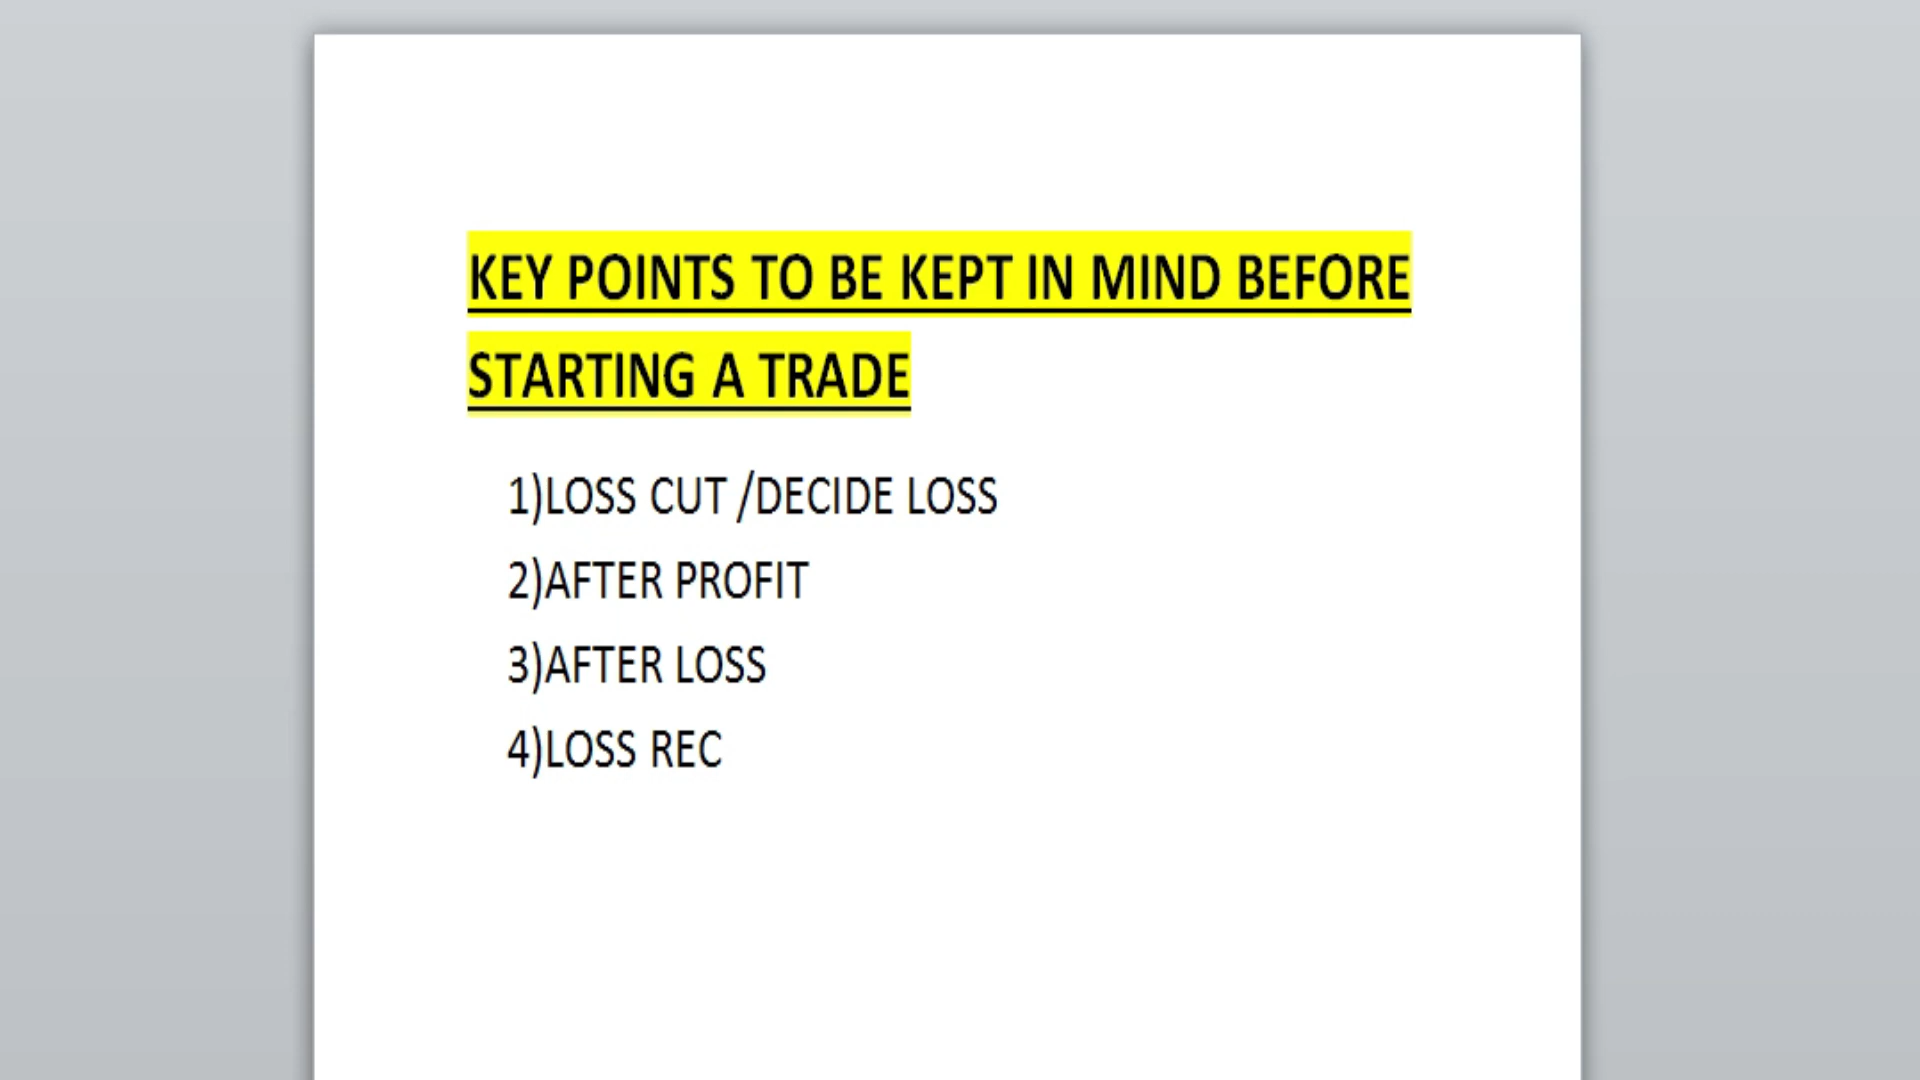 KEY POINTS TO BE KEPT IN MIND BEFORE
STARTING A TRADE
1)LOSS CUT /DECIDE LOSS
2)AFTER PROFIT
3)AFTER LOSS
4)LOSS REC